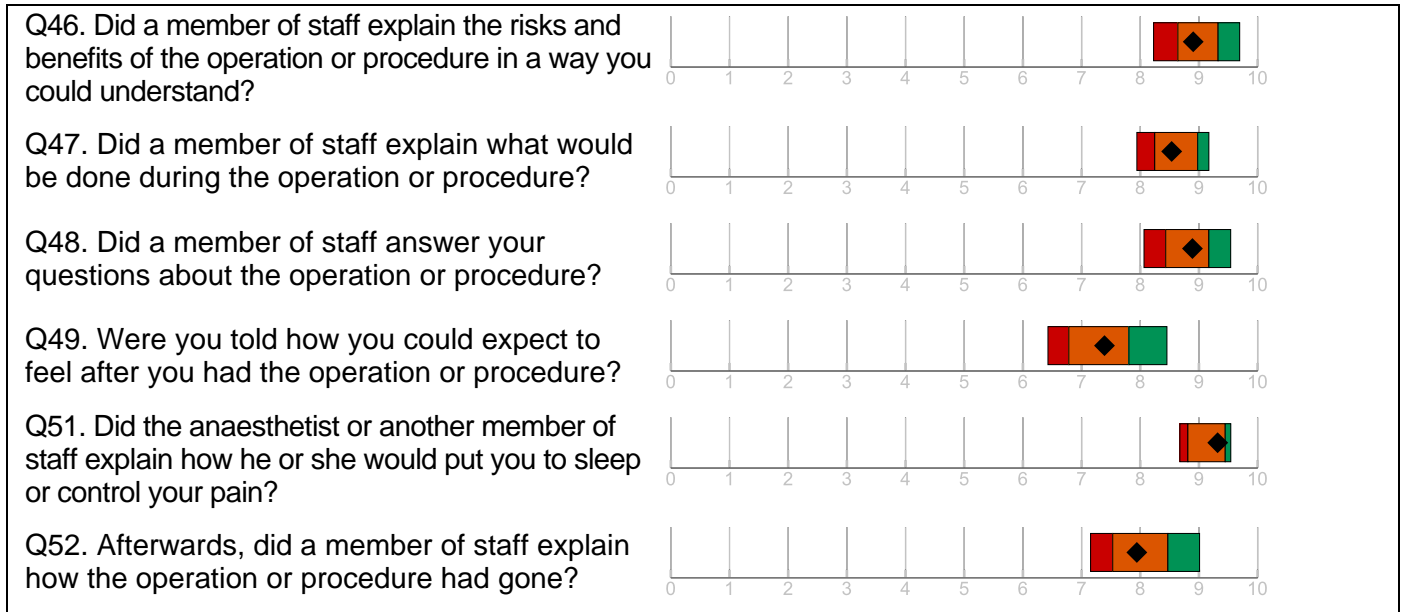 Q46. Did a member of staff explain the risks and
benefits of the operation or procedure in a way you
could understand?
0 1 2 3 4 5 6 7 8 9 10
Q47. Did a member of staff explain what would
be done during the operation or procedure?
0 1 2 3 4 5 6 7 8 9 10
Q48. Did a member of staff answer your
questions about the operation or procedure?
0 1 2 3 4 5 6 7 8 9 10
Q49. Were you told how you could expect to
feel after you had the operation or procedure?
0 1 2 3 4 5 6 7 8 9 10
Q51. Did the anaesthetist or another member of
staff explain how he or she would put you to sleep
or control your pain?
0 1 2 3 4 5 6 7 8 9 10
Q52. Afterwards, did a member of staff explain
how the operation or procedure had gone?
0 1 2 3 4 5 6 7 8 9 10